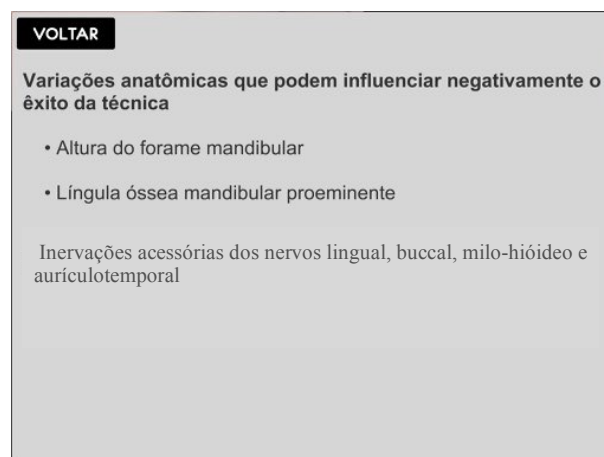 VOLTAR
Variações anatômicas que podem influenciar negativamente o
êxito da técnica
• Altura do forame mandibular
• Língula óssea mandibular proeminente
Inervações acessórias dos nervos lingual, buccal, milo-hióideo e
aurículotemporal